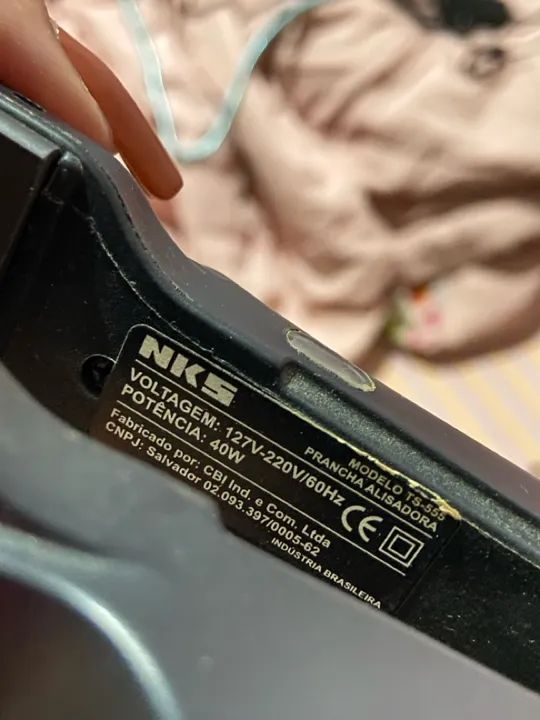 NKS
MODELO TS-555
PRANCHA ALISADORA
VOLTAGEM: 127V-220V/60Hz
POTÊNCIA: 40W
CE
Fabricado por: CBJ Ind. e Com. Ltda
CNPJ: Salvador 02.093.397/0005-62
INDÚSTRIA BRASILEIRA